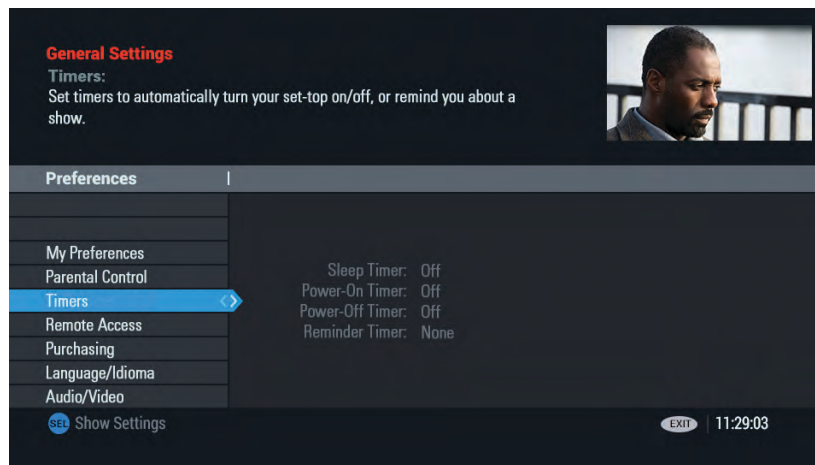 General Settings
Timers:
Set timers to automatically turn your set-top on/off, or remind you about a
show.
Preferences
My Preferences
Parental Control
Timers
Remote Access
Purchasing
Language/Idioma
Audio/Video
Sleep Timer: Off
Power-On Timer: Off
Power-Off Timer: Off
Reminder Timer: None
SEL Show Settings
EXIT 11:29:03